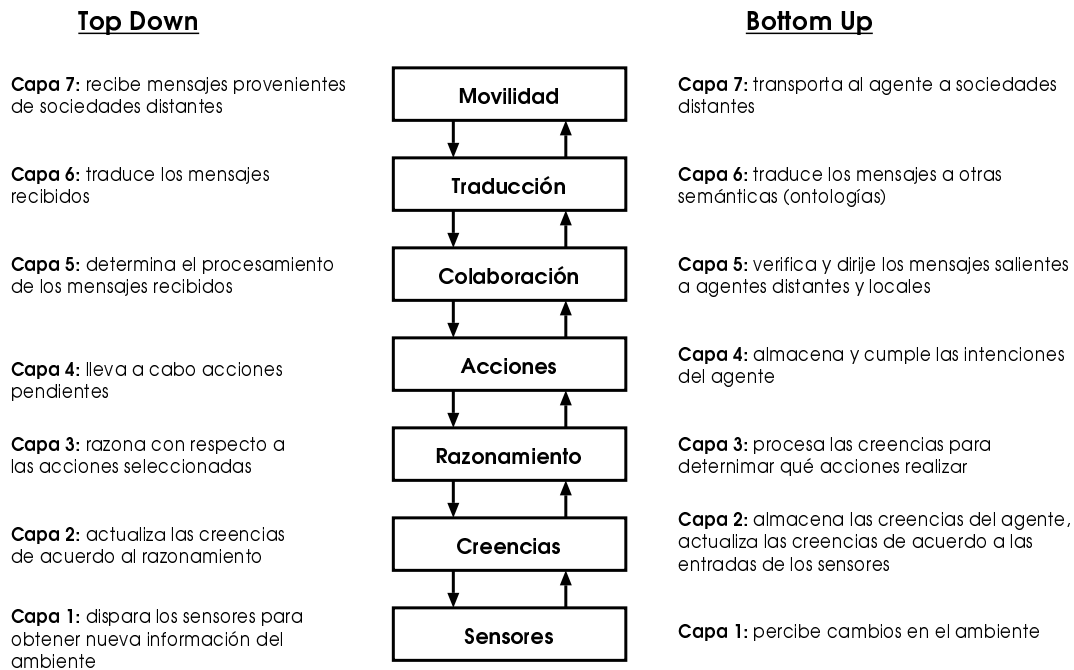 Top Down
Bottom Up
Capa 7: recibe mensajes provenientes
de sociedades distantes
Movilidad
Capa 7: transporta al agente a sociedades
distantes
Capa 6: traduce los mensajes
recibidos
Traducción
Capa 6: traduce los mensajes a otras
semánticas (ontologías)
Capa 5: determina el procesamiento
de los mensajes recibidos
Colaboración
Capa 5: verifica y dirije los mensajes salientes
a agentes distantes y locales
Capa 4: lleva a cabo acciones
pendientes
Acciones
Capa 4: almacena y cumple las intenciones
del agente
Capa 3: razona con respecto a
las acciones seleccionadas
Razonamiento
Capa 3: procesa las creencias para
deternimar qué acciones realizar
Capa 2: actualiza las creencias
de acuerdo al razonamiento
Creencias
Capa 2: almacena las creencias del agente,
actualiza las creencias de acuerdo a las
entradas de los sensores
Capa 1: dispara los sensores para
obtener nueva información del
ambiente
Sensores
Capa 1: percibe cambios en el ambiente